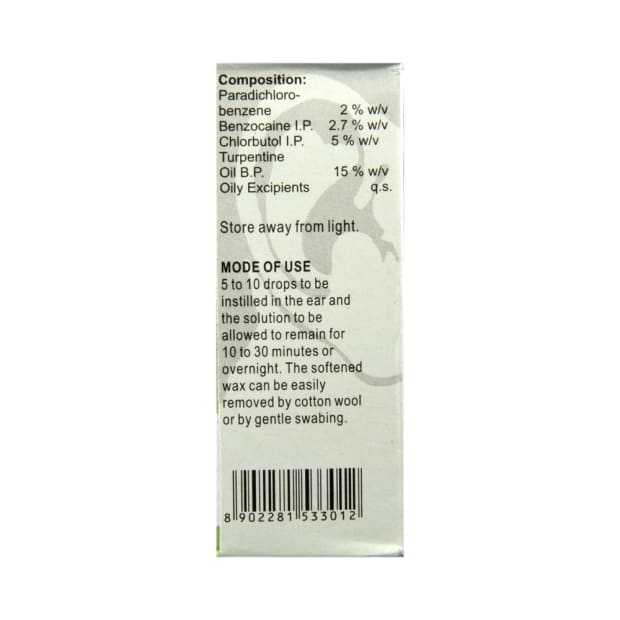 Composition:
Paradichloro-
benzene 2 % w/v
Benzocaine I.P. 2.7 % w/v
Chlorbutol I.P. 5 % w/v
Turpentine
Oil B.P. 15 % w/v
Oily Excipients q.s.
Store away from light.
MODE OF USE
5 to 10 drops to be
instilled in the ear and
the solution to be
allowed to remain for
10 to 30 minutes or
overnight. The softened
wax can be easily
removed by cotton wool
or by gentle swabing.
8 902281 533012